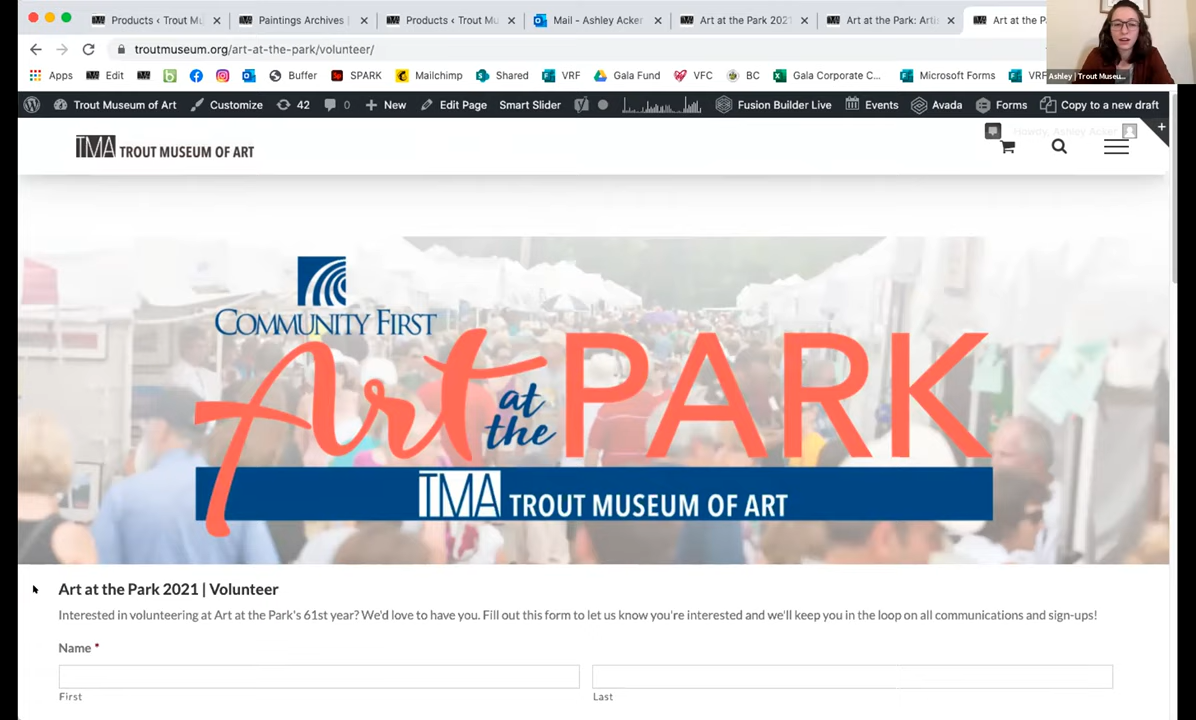 Products ‹ Trout Mu
Paintings Archives |
Products ‹ Trout Mu
Mail - Ashley Acker
Art at the Park 2021
Art at the Park: Artis
Art at the Pa
troutmuseum.org/art-at-the-park/volunteer/
Apps
Edit
Buffer
SPARK
Mailchimp
Shared
VRF
Gala Fund
VFC
BC
Gala Corporate C...
Microsoft Forms
VRF
Ashley | Trout Museu...
Trout Museum of Art
Customize
42
0
New
Edit Page
Smart Slider
Fusion Builder Live
Events
Avada
Forms
Copy to a new draft
Howdy, Ashley Acker
TMA TROUT MUSEUM OF ART
COMMUNITY FIRST
Art at the PARK
TMA TROUT MUSEUM OF ART
Art at the Park 2021 | Volunteer
Interested in volunteering at Art at the Park's 61st year? We'd love to have you. Fill out this form to let us know you're interested and we'll keep you in the loop on all communications and sign-ups!
Name *
First
Last